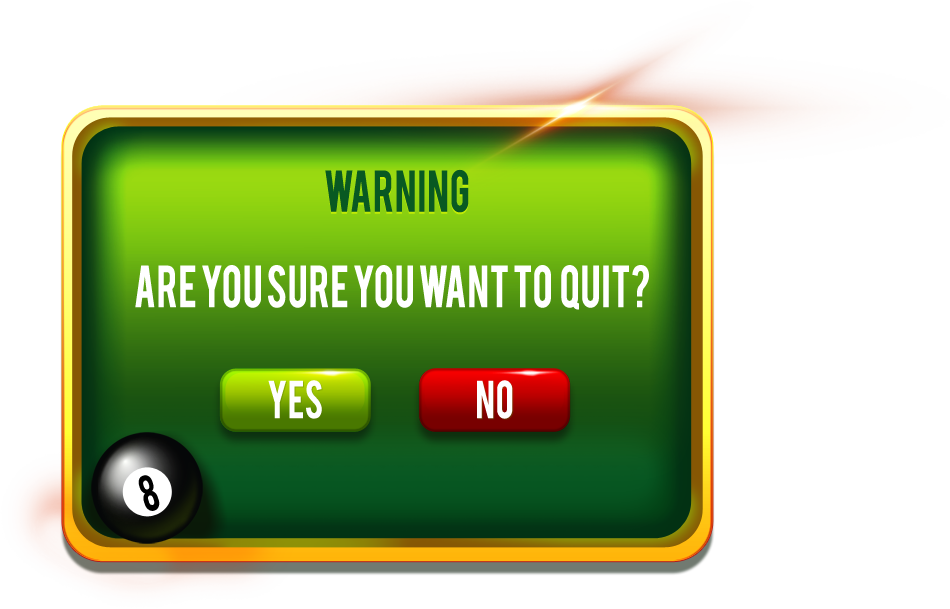 WARNING
ARE YOU SURE YOU WANT TO QUIT?
YES NO
8